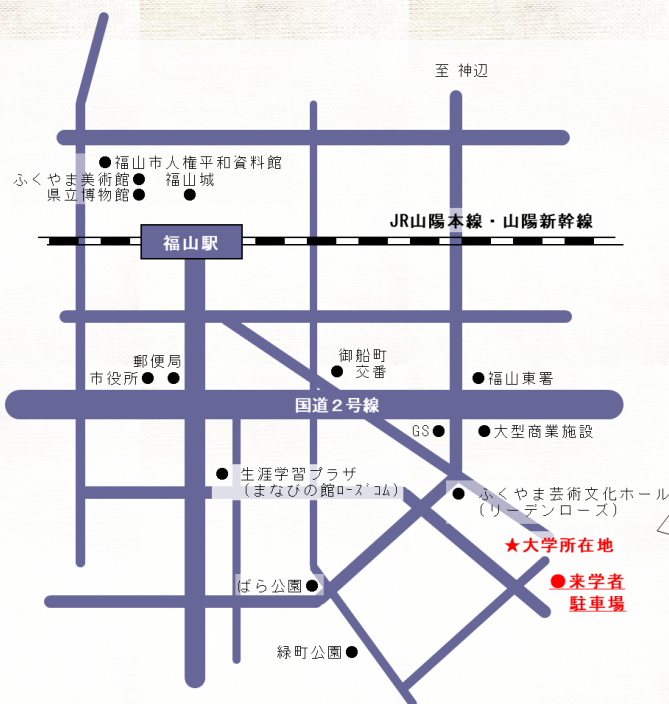 至 神辺
●福山市人権平和資料館
ふくやま美術館● 福山城
県立博物館● ●
JR山陽本線・山陽新幹線
福山駅
郵便局
市役所● ●
御船町
● 交番
●福山東署
国道２号線
GS● ●大型商業施設
● 生涯学習プラザ
(まなびの館ﾛｰｽﾞｺﾑ)
● ふくやま芸術文化ホール
(リーデンローズ)
★大学所在地
●来学者
駐車場
ばら公園●
緑町公園●